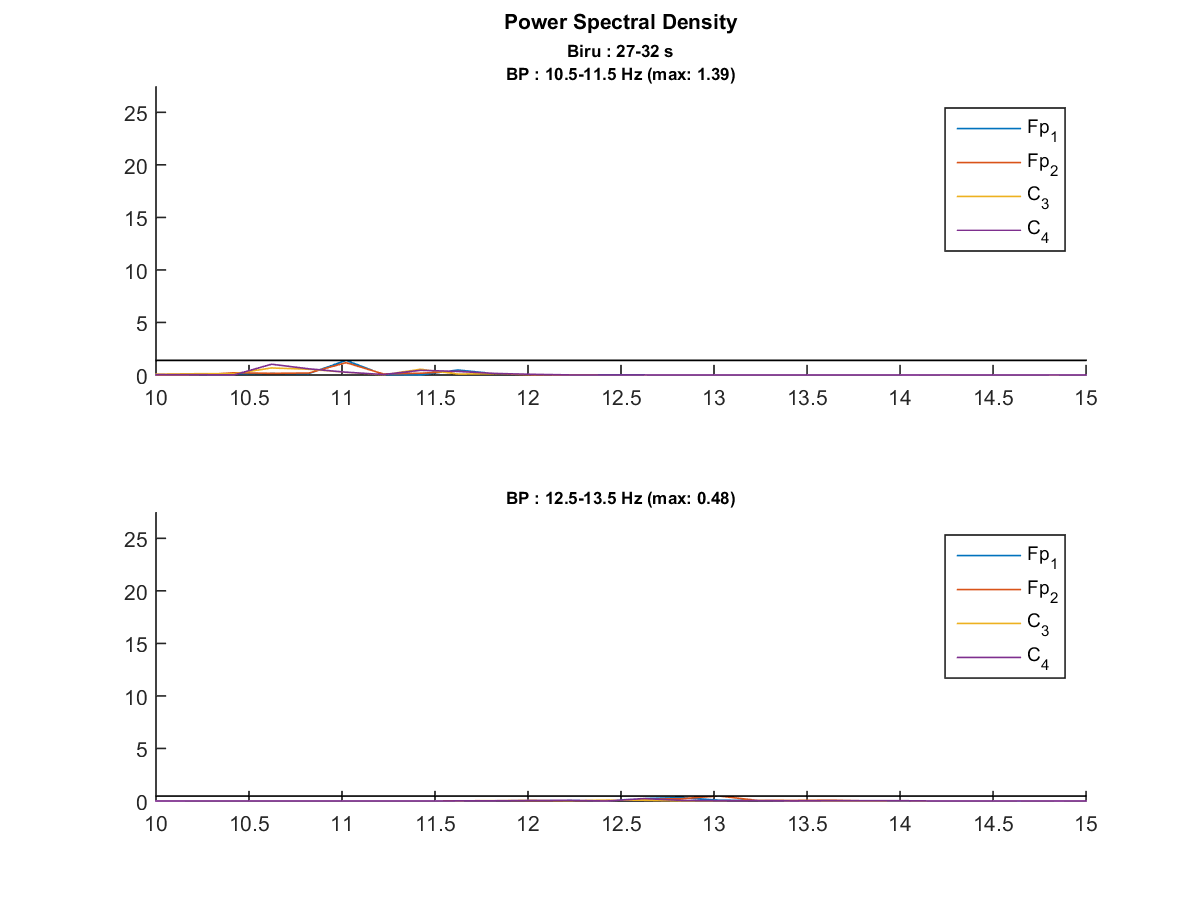 Power Spectral Density
Biru : 27-32 s
BP : 10.5-11.5 Hz (max: 1.39)
25
20
15
10
5
0
10 10.5 11 11.5 12 12.5 13 13.5 14 14.5 15
Fp1
Fp2
C3
C4
BP : 12.5-13.5 Hz (max: 0.48)
25
20
15
10
5
0
10 10.5 11 11.5 12 12.5 13 13.5 14 14.5 15
Fp1
Fp2
C3
C4